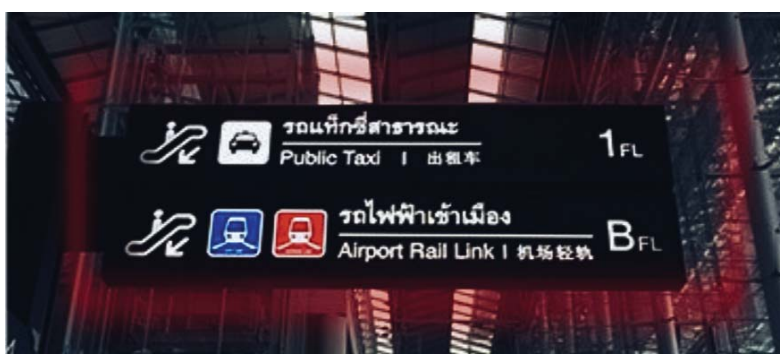 รถแท็กซี่สาธารณะ
Public Taxi | 出租车
1FL
รถไฟฟ้าเข้าเมือง
Airport Rail Link | 机场轻轨
BFL